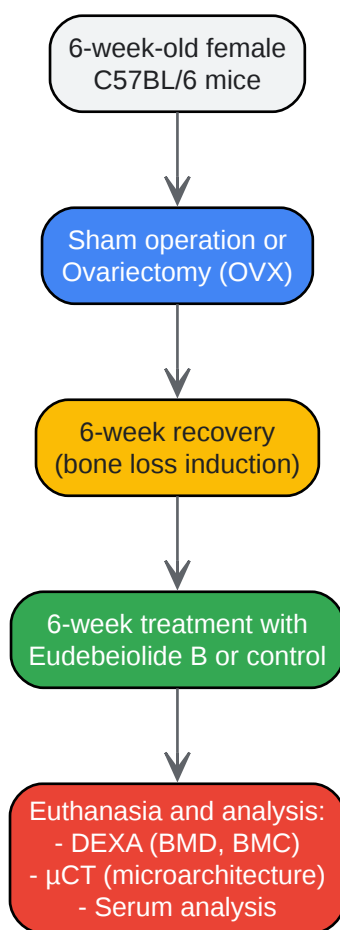 6-week-old female
C57BL/6 mice
Sham operation or
Ovariectomy (OVX)
6-week recovery
(bone loss induction)
6-week treatment with
Eudebeiolide B or control
Euthanasia and analysis:
- DEXA (BMD, BMC)
- μCT (microarchitecture)
- Serum analysis